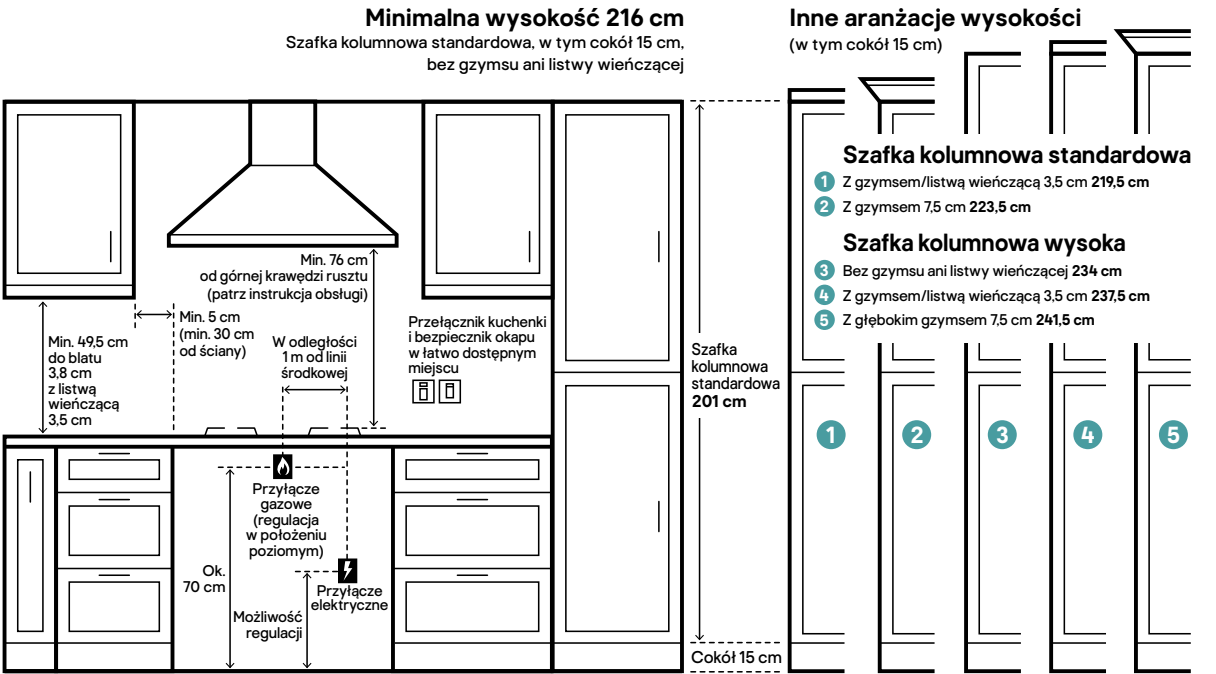 Minimalna wysokość 216 cm
Szafka kolumnowa standardowa, w tym cokół 15 cm,
bez gzymsu ani listwy wieńczącej
Inne aranżacje wysokości
(w tym cokół 15 cm)
Szafka kolumnowa standardowa
1 Z gzymsem/listwą wieńczącą 3,5 cm 219,5 cm
2 Z gzymsem 7,5 cm 223,5 cm
Szafka kolumnowa wysoka
3 Bez gzymsu ani listwy wieńczącej 234 cm
4 Z gzymsem/listwą wieńczącą 3,5 cm 237,5 cm
5 Z głębokim gzymsem 7,5 cm 241,5 cm
Min. 76 cm
od górnej krawędzi rusztu
(patrz instrukcja obsługi)
Min. 5 cm
(min. 30 cm
od ściany)
Min. 49,5 cm
do blatu
3,8 cm
z listwą
wieńczącą
3,5 cm
W odległości
1 m od linii
środkowej
Przełącznik kuchenki
i bezpiecznik okapu
w łatwo dostępnym
miejscu
Szafka
kolumnowa
standardowa
201 cm
1
2
3
4
5
Przyłącze
gazowe
(regulacja
w położeniu
poziomym)
Ok.
70 cm
Przyłącze
elektryczne
Możliwość
regulacji
Cokół 15 cm